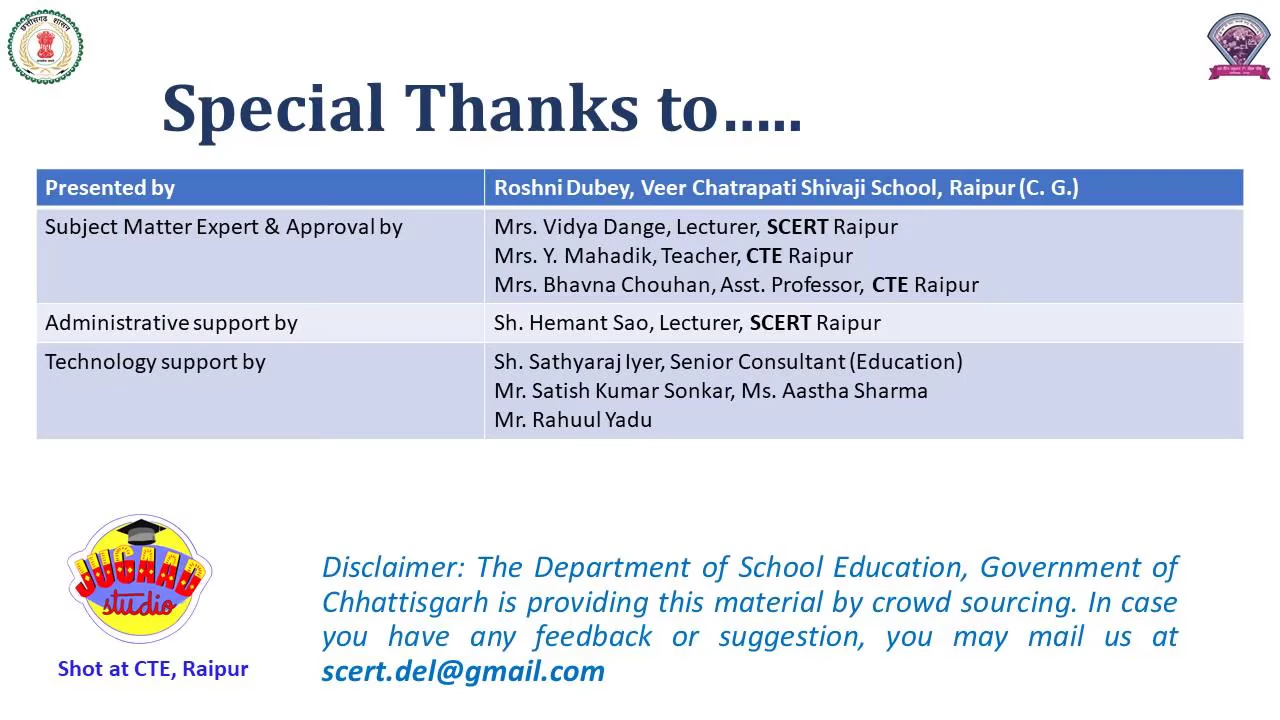 छत्तीसगढ़ शासन
Special Thanks to.....
Presented by
Roshni Dubey, Veer Chatrapati Shivaji School, Raipur (C. G.)
Subject Matter Expert & Approval by
Mrs. Vidya Dange, Lecturer, SCERT Raipur
Mrs. Y. Mahadik, Teacher, CTE Raipur
Mrs. Bhavna Chouhan, Asst. Professor, CTE Raipur
Administrative support by
Sh. Hemant Sao, Lecturer, SCERT Raipur
Technology support by
Sh. Sathyaraj Iyer, Senior Consultant (Education)
Mr. Satish Kumar Sonkar, Ms. Aastha Sharma
Mr. Rahuul Yadu
JUGAAD
studio
Shot at CTE, Raipur
Disclaimer: The Department of School Education, Government of
Chhattisgarh is providing this material by crowd sourcing. In case
you have any feedback or suggestion, you may mail us at
scert.del@gmail.com